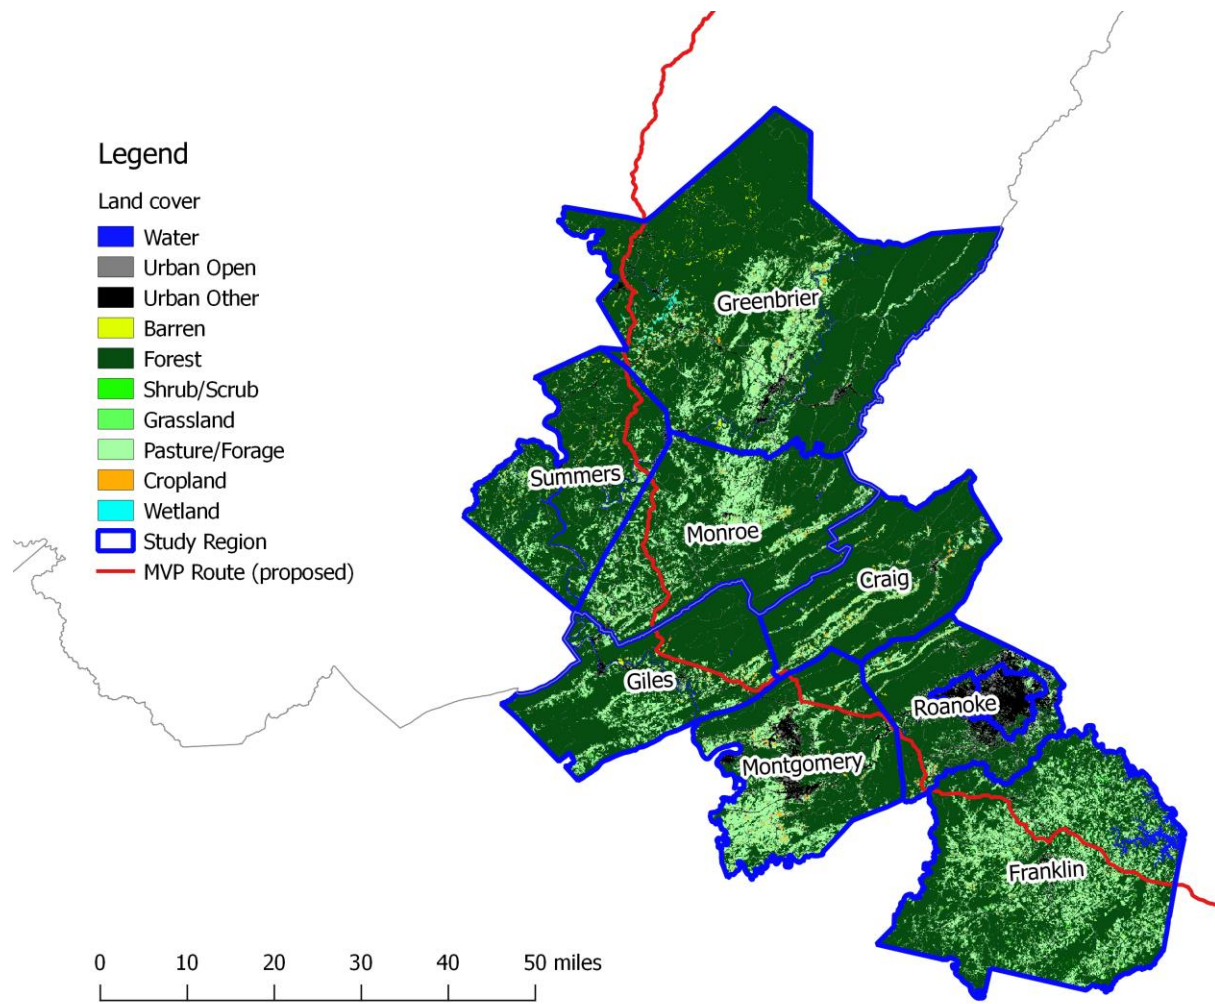 Legend
Land cover
Water
Urban Open
Urban Other
Barren
Forest
Shrub/Scrub
Grassland
Pasture/Forage
Cropland
Wetland
Study Region
MVP Route (proposed)
Greenbrier
Summers
Monroe
Craig
Giles
Roanoke
Montgomery
Franklin
0 10 20 30 40 50 miles